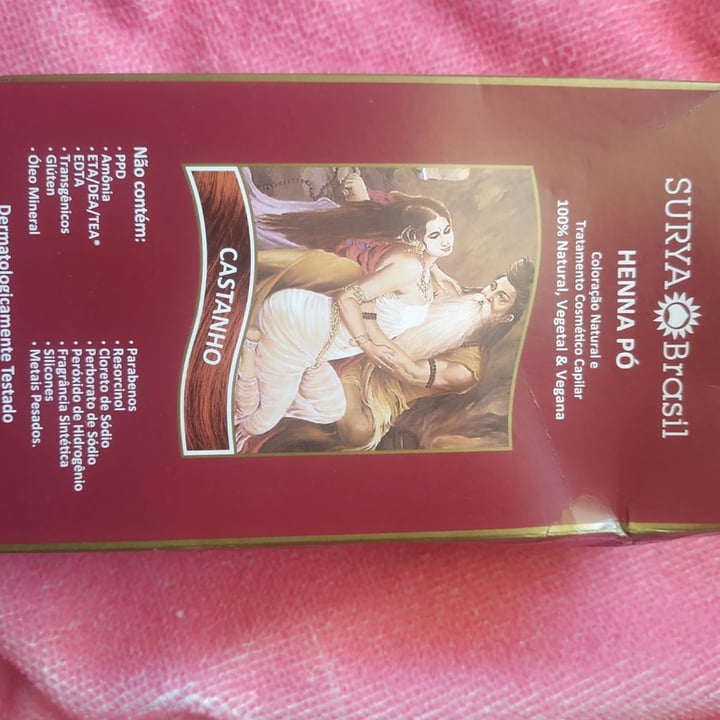 SURYA Brasil
HENNA PÓ
Coloração Natural e
Tratamento Cosmético Capilar
100% Natural, Vegetal & Vegana
CASTANHO
Não contém:
• PPD
• Amônia
• ETA/DEA/TEA*
• EDTA
• Transgênicos
• Glúten
• Óleo Mineral
• Parabenos
• Resorcinol
• Cloreto de Sódio
• Perborato de Sódio
• Peróxido de Hidrogênio
• Fragrância Sintética
• Silicones
• Metais Pesados.
Dermatologicamente Testado